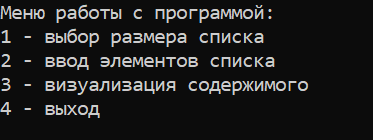 Меню работы с программой:
1 - выбор размера списка
2 - ввод элементов списка
3 - визуализация содержимого
4 - выход